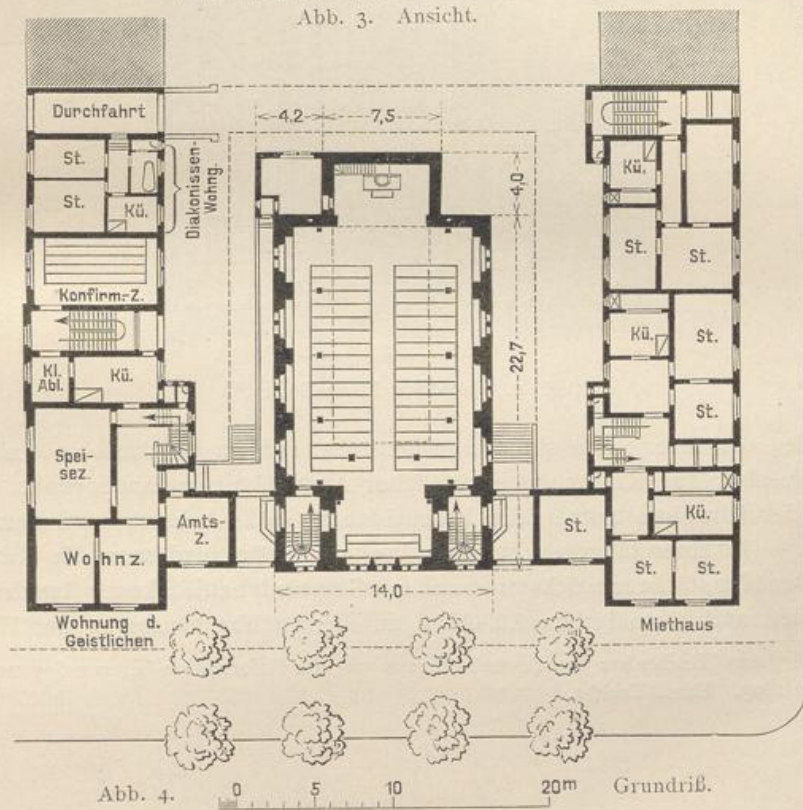 Abb. 3. Ansicht.
Durchfahrt
St.
St.
Kü.
Diakonissen-
Wohng.
Konfirm.-Z.
Kl.
Abl.
Kü.
Spei-
sez.
Wohnz.
Amts-
z.
Wohnung d.
Geistlichen
4,2
7,5
4,0
22,7
14,0
Kü.
St.
St.
Kü.
St.
St.
St.
Kü.
St.
St.
Miethaus
Abb. 4.
0 5 10 20m
Grundriß.